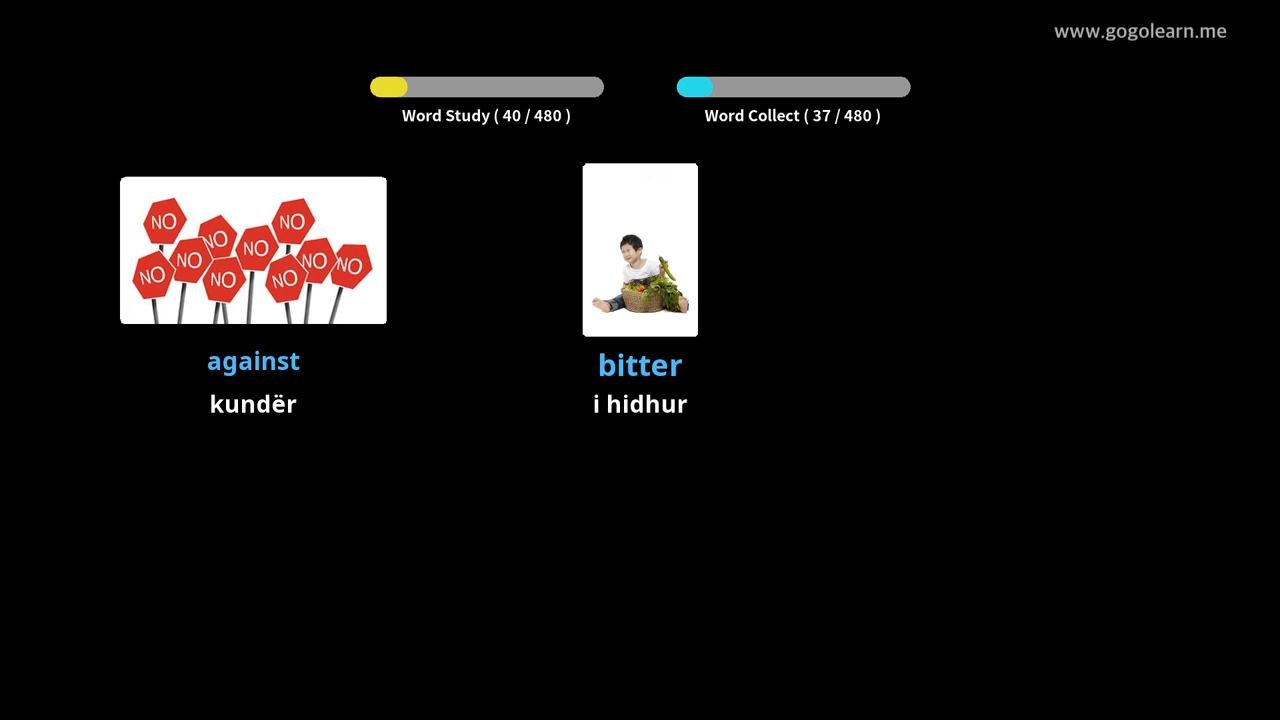 www.gogolearn.me
Word Study ( 40 / 480 )
Word Collect ( 37 / 480 )
NO
NO
NO
NO
NO
NO
NO
NO
NO
NO
against
kundër
bitter
i hidhur